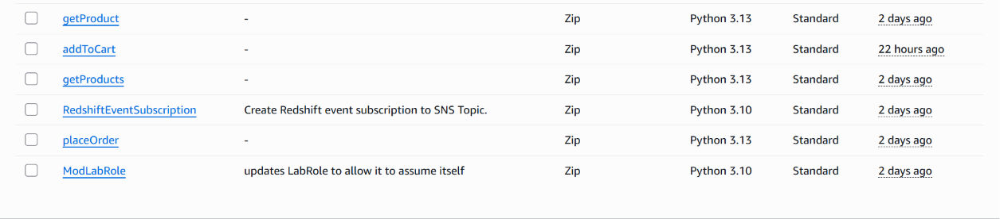 getProduct - Zip Python 3.13 Standard 2 days ago
addToCart - Zip Python 3.13 Standard 22 hours ago
getProducts - Zip Python 3.13 Standard 2 days ago
RedshiftEventSubscription Create Redshift event subscription to SNS Topic. Zip Python 3.10 Standard 2 days ago
placeOrder - Zip Python 3.13 Standard 2 days ago
ModLabRole updates LabRole to allow it to assume itself Zip Python 3.10 Standard 2 days ago